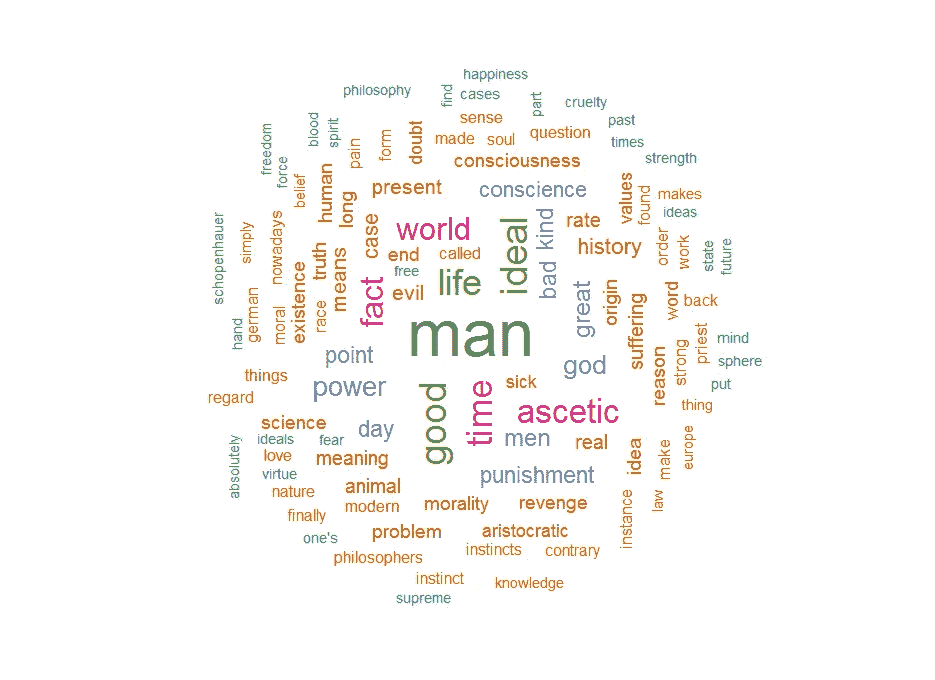 happiness
philosophy
find
cases
part
cruelty
past
times
strength
blood
spirit
freedom
force
belief
pain
form
doubt
made
sense
soul
question
consciousness
human
long
present
conscience
values
found
makes
ideas
schopenhauer
simply
nowadays
truth
means
case
world
ideal
kind
bad
rate
history
order
work
state
future
end
called
free
evil
life
fact
german
hand
moral
existence
race
great
origin
suffering
word
back
man
point
god
reason
strong
priest
mind
sphere
put
thing
things
regard
power
good
time
sick
ascetic
science
day
men
real
idea
make
europe
absolutely
ideals
fear
love
virtue
meaning
nature
animal
punishment
modern
morality
revenge
instance
law
finally
one's
problem
aristocratic
philosophers
instincts
contrary
instinct
knowledge
supreme